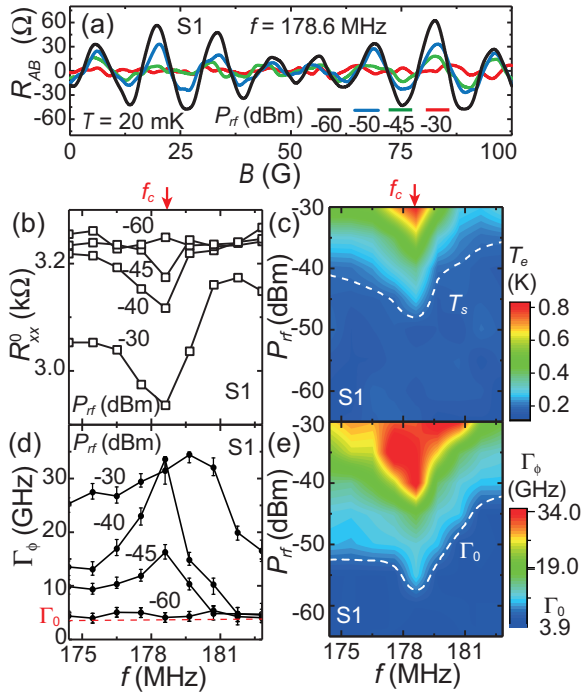 (a) S1 f = 178.6 MHz
R_AB (Ω)
60
30
0
-30
-60
T = 20 mK P_rf (dBm) -60 -50 -45 -30
0 25 50 75 100
B (G)
f_c
(b)
R⁰_xx (kΩ)
3.2
3.0
-60
-45
-40
-30
P_rf (dBm) S1
f_c
(c)
P_rf (dBm)
-30
-40
-50
-60
T_s
S1
T_e
(K)
0.8
0.6
0.4
0.2
(d) P_rf (dBm) S1
Γ_ϕ (GHz)
30
20
10
0
-30
-40
-45
-60
Γ_0
175 178 181
f (MHz)
(e)
P_rf (dBm)
-30
-40
-50
-60
Γ_0
S1
175 178 181
f (MHz)
Γ_ϕ
(GHz)
34.0
19.0
Γ_0
3.9